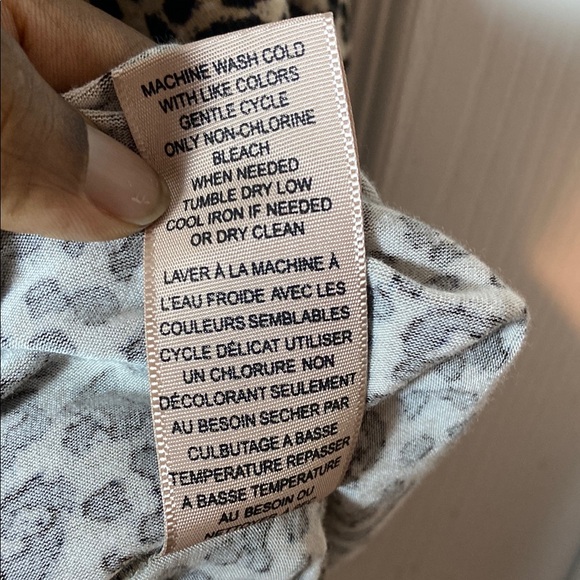 MACHINE WASH COLD
WITH LIKE COLORS
GENTLE CYCLE
ONLY NON-CHLORINE
BLEACH
WHEN NEEDED
TUMBLE DRY LOW
COOL IRON IF NEEDED
OR DRY CLEAN
LAVER À LA MACHINE À
L'EAU FROIDE AVEC LES
COULEURS SEMBLABLES
CYCLE DÉLICAT UTILISER
UN CHLORURE NON
DÉCOLORANT SEULEMENT
AU BESOIN SECHER PAR
CULBUTAGE A BASSE
TEMPERATURE REPASSER
A BASSE TEMPERATURE
AU BESOIN OU